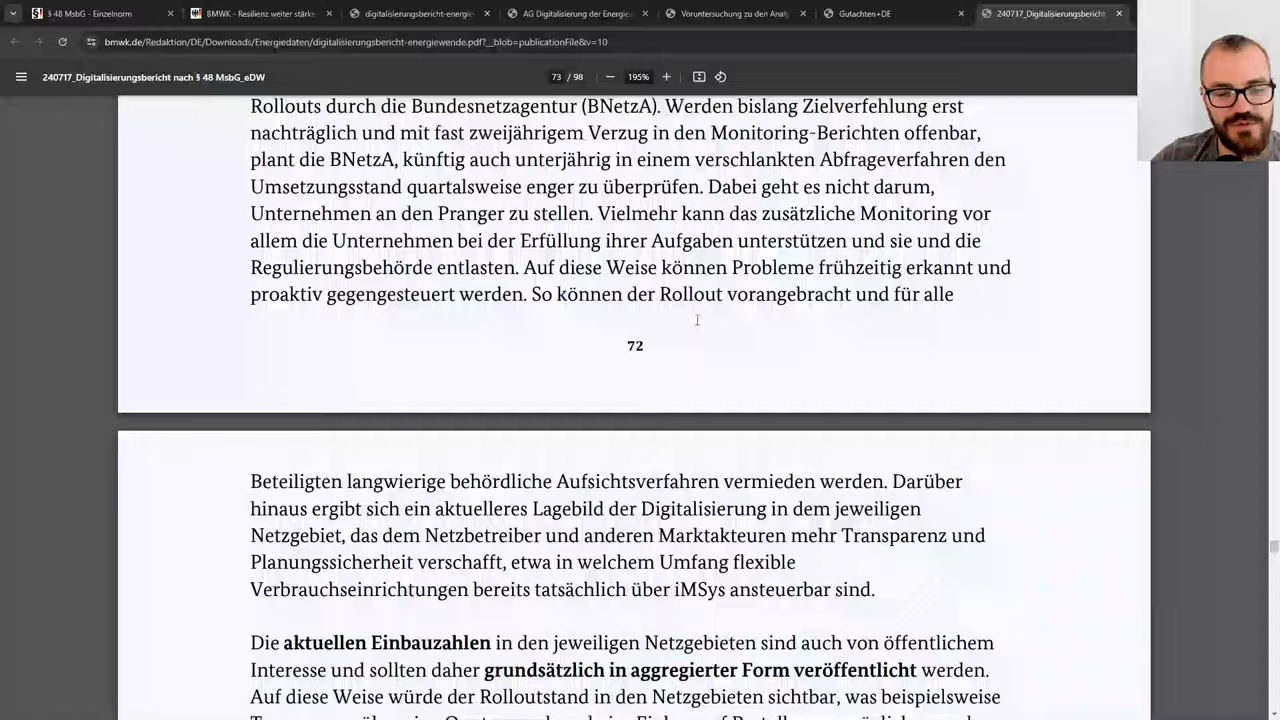 § 48 MsbG - Einzelnorm
BMWK - Resilienz weiter stärk
digitalisierungsbericht-energie
AG Digitalisierung der Energie
Voruntersuchung zu den Analy
Gutachten+DE
240717_Digitalisierungsbericht
bmwk.de/Redaktion/DE/Downloads/Energiedaten/digitalisierungsbericht-energiewende.pdf?__blob=publicationFile&v=10
240717_Digitalisierungsbericht nach § 48 MsbG_eDW
73 / 98
195%
Rollouts durch die Bundesnetzagentur (BNetzA). Werden bislang Zielverfehlung erst
nachträglich und mit fast zweijährigem Verzug in den Monitoring-Berichten offenbar,
plant die BNetzA, künftig auch unterjährig in einem verschlankten Abfrageverfahren den
Umsetzungsstand quartalsweise enger zu überprüfen. Dabei geht es nicht darum,
Unternehmen an den Pranger zu stellen. Vielmehr kann das zusätzliche Monitoring vor
allem die Unternehmen bei der Erfüllung ihrer Aufgaben unterstützen und sie und die
Regulierungsbehörde entlasten. Auf diese Weise können Probleme frühzeitig erkannt und
proaktiv gegengesteuert werden. So können der Rollout vorangebracht und für alle
72
Beteiligten langwierige behördliche Aufsichtsverfahren vermieden werden. Darüber
hinaus ergibt sich ein aktuelleres Lagebild der Digitalisierung in dem jeweiligen
Netzgebiet, das dem Netzbetreiber und anderen Marktakteuren mehr Transparenz und
Planungssicherheit verschafft, etwa in welchem Umfang flexible
Verbrauchseinrichtungen bereits tatsächlich über iMSys ansteuerbar sind.
Die aktuellen Einbauzahlen in den jeweiligen Netzgebieten sind auch von öffentlichem
Interesse und sollten daher grundsätzlich in aggregierter Form veröffentlicht werden.
Auf diese Weise würde der Rolloutstand in den Netzgebieten sichtbar, was beispielsweise